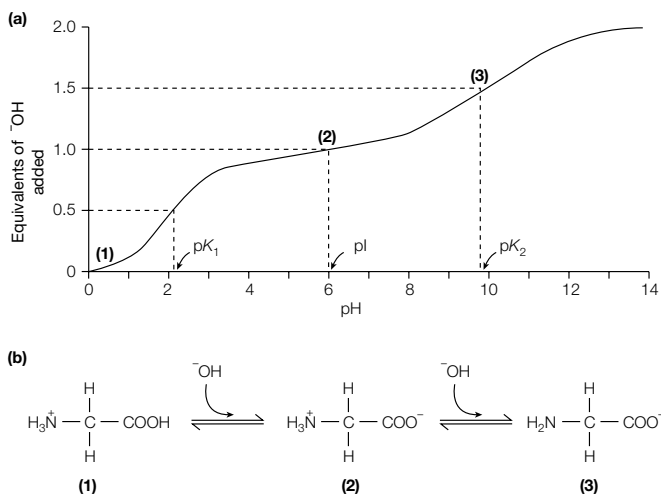 (a)
2.0
1.5
1.0
0.5
0
Equivalents of ⁻OH
added
(1)
(2)
(3)
pK₁
pI
pK₂
0 2 4 6 8 10 12 14
pH
(b)
⁻OH ⁻OH
H H H
H₃N⁺ C COOH H₃N⁺ C COO⁻ H₂N C COO⁻
H H H
(1) (2) (3)